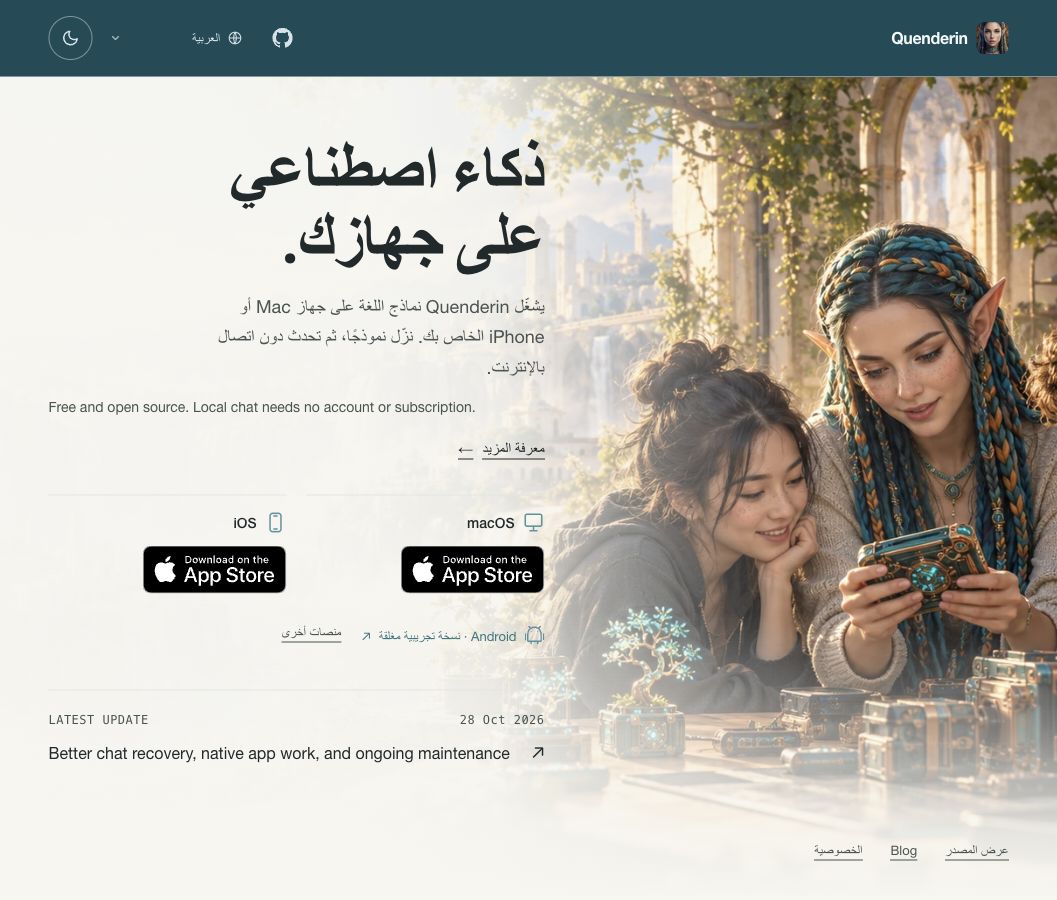 Quenderin
العربية
ذكاء اصطناعي
على جهازك.
يشغّل Quenderin نماذج اللغة على جهاز Mac أو
iPhone الخاص بك. نزّل نموذجًا، ثم تحدث دون اتصال
بالإنترنت.
Free and open source. Local chat needs no account or subscription.
معرفة المزيد ←
macOS
Download on the
App Store
iOS
Download on the
App Store
Android · نسخة تجريبية مغلقة ↗
منصات أخرى
LATEST UPDATE
28 Oct 2026
Better chat recovery, native app work, and ongoing maintenance ↗
عرض المصدر
Blog
الخصوصية